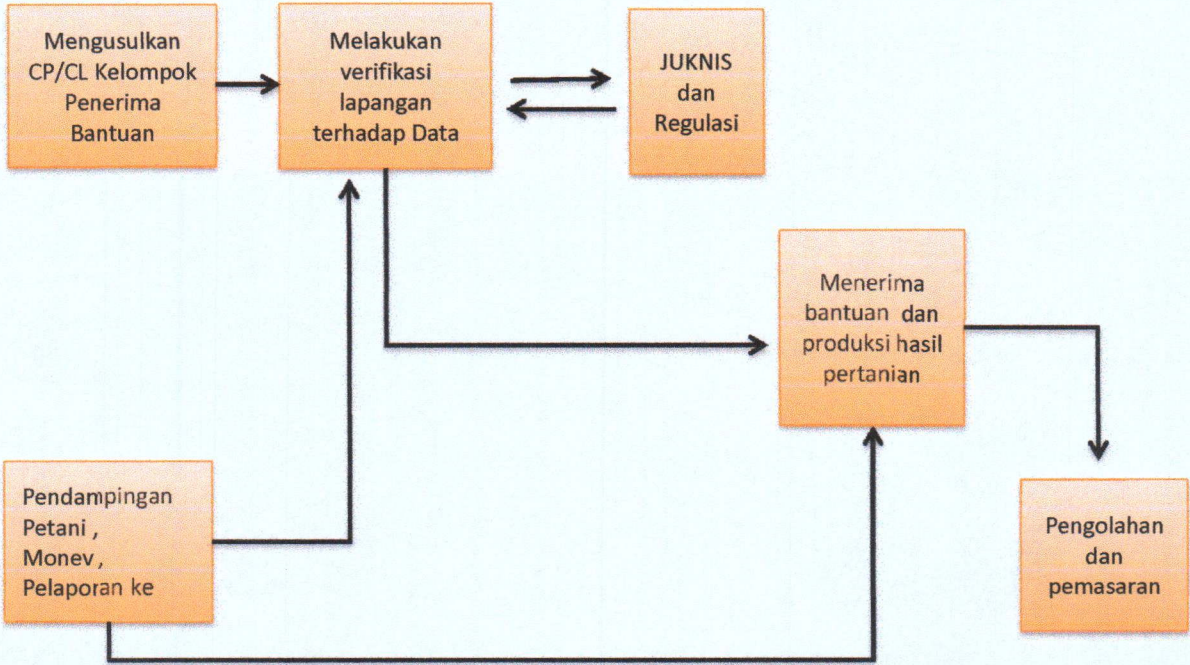 Mengusulkan
CP/CL Kelompok
Penerima
Bantuan
Melakukan
verifikasi
lapangan
terhadap Data
JUKNIS
dan
Regulasi
Menerima
bantuan dan
produksi hasil
pertanian
Pendampingan
Petani ,
Monev ,
Pelaporan ke
Pengolahan
dan
pemasaran